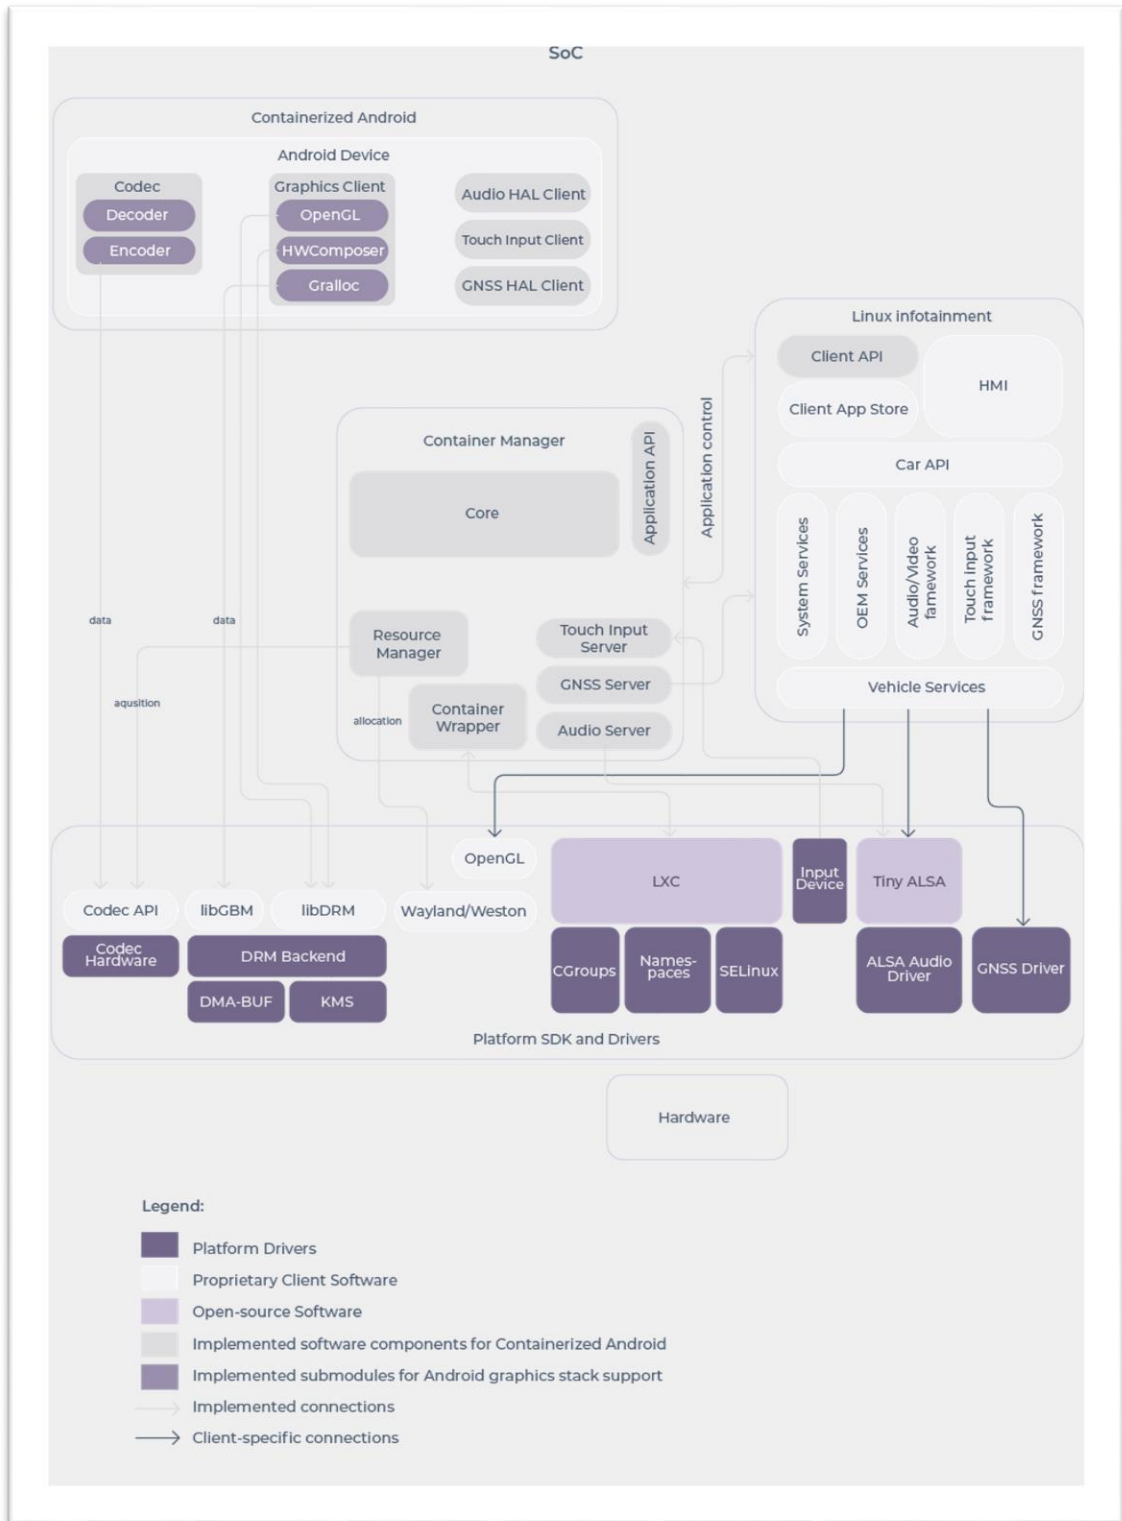 SoC
Containerized Android
Android Device
Codec
Decoder
Encoder
Graphics Client
OpenGL
HWComposer
Gralloc
Audio HAL Client
Touch Input Client
GNSS HAL Client
Linux infotainment
Client API
HMI
Client App Store
Car API
System Services
OEM Services
Audio/Video
famework
Touch Input
framework
GNSS framework
Vehicle Services
Application control
Container Manager
Application API
Core
Resource
Manager
Container
Wrapper
Touch Input
Server
GNSS Server
Audio Server
data
data
aqusition
allocation
OpenGL
LXC
Input
Device
Tiny ALSA
Codec API
libGBM
libDRM
Wayland/Weston
Codec
Hardware
DRM Backend
DMA-BUF
KMS
CGroups
Names-
paces
SELinux
ALSA Audio
Driver
GNSS Driver
Platform SDK and Drivers
Hardware
Legend:
Platform Drivers
Proprietary Client Software
Open-source Software
Implemented software components for Containerized Android
Implemented submodules for Android graphics stack support
Implemented connections
Client-specific connections